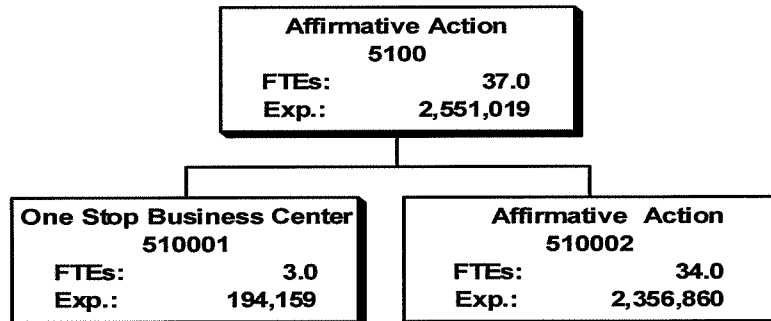 Affirmative Action
5100
FTEs: 37.0
Exp.: 2,551,019
One Stop Business Center
510001
FTEs: 3.0
Exp.: 194,159
Affirmative Action
510002
FTEs: 34.0
Exp.: 2,356,860